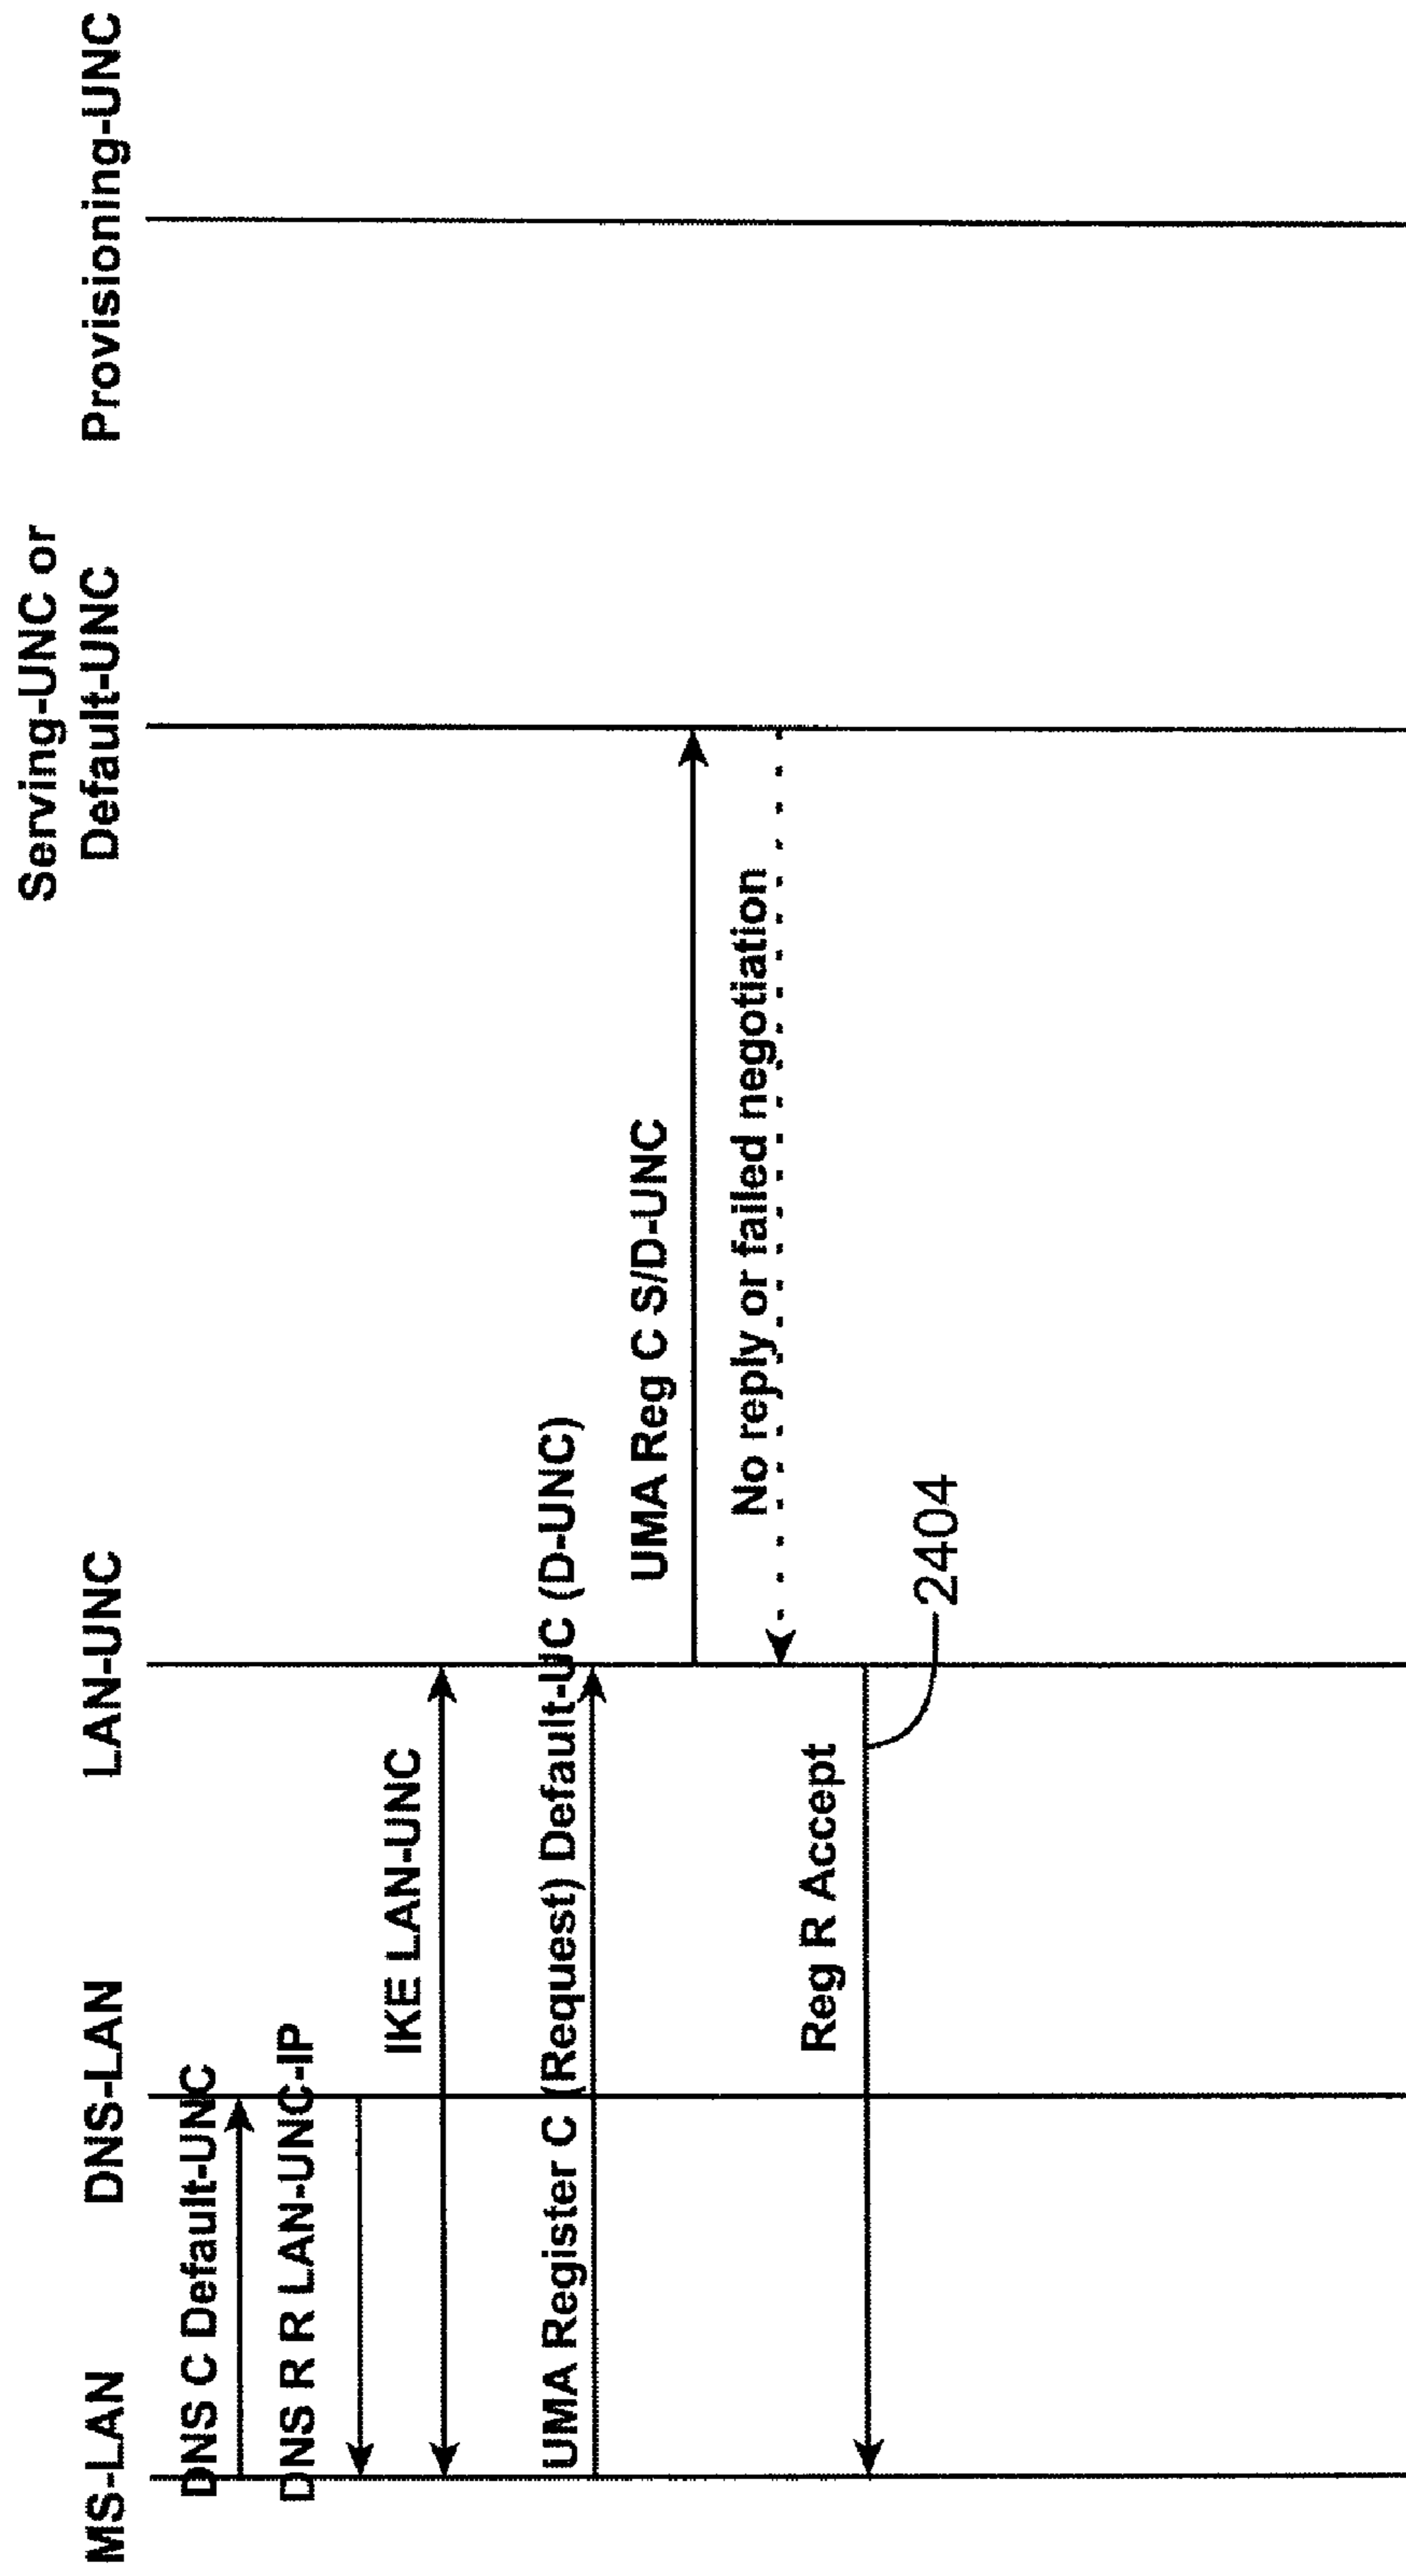 MS-LAN
DNS-LAN
LAN-UNC
Serving-UNC or
Default-UNC
Provisioning-UNC
DNS C Default-UNC
DNS R R LAN-UNC-IP
IKE LAN-UNC
UMA Register C (Request) Default-UC (D-UNC)
UMA Reg C S/D-UNC
No reply or failed negotiation
Reg R Accept
2404